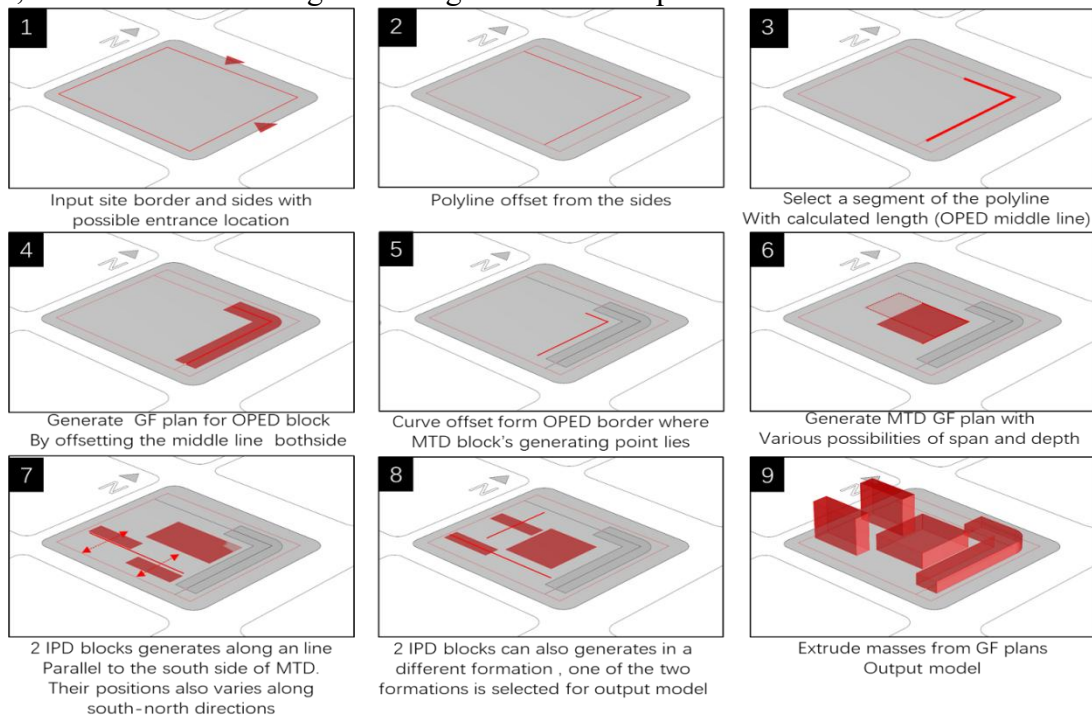 1
N
2
N
3
N
Input site border and sides with
possible entrance location
Polyline offset from the sides
Select a segment of the polyline
With calculated length (OPED middle line)
4
N
5
N
6
N
Generate GF plan for OPED block
By offsetting the middle line bothside
Curve offset form OPED border where
MTD block's generating point lies
Generate MTD GF plan with
Various possibilities of span and depth
7
N
8
N
9
N
2 IPD blocks generates along an line
Parallel to the south side of MTD.
Their positions also varies along
south-north directions
2 IPD blocks can also generates in a
different formation , one of the two
formations is selected for output model
Extrude masses from GF plans
Output model